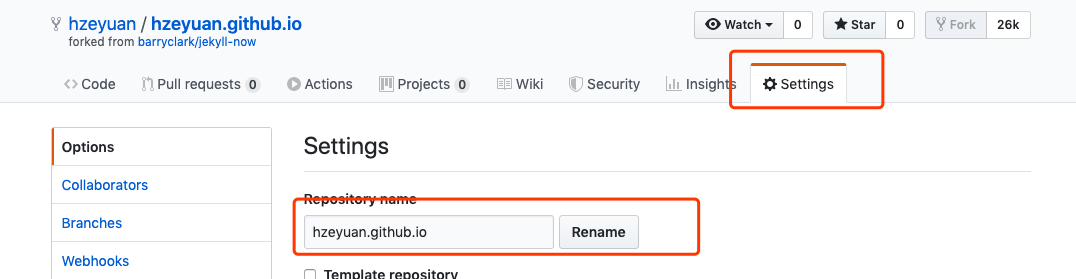 hzeyuan / hzeyuan.github.io
Watch 0 Star 0 Fork 26k
forked from barryclark/jekyll-now
Code Pull requests 0 Actions Projects 0 Wiki Security Insights Settings
Options
Settings
Collaborators
Repository name
Branches
hzeyuan.github.io Rename
Webhooks
Template repository